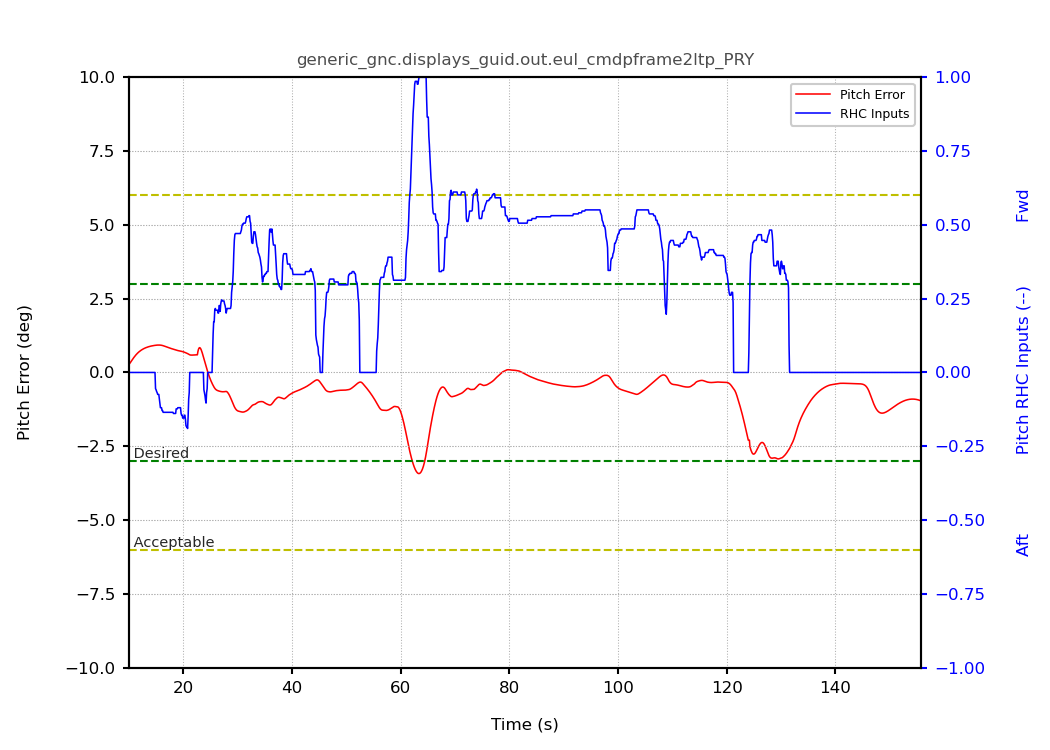 generic_gnc.displays_guid.out.eul_cmdpframe2ltp_PRY
10.0
7.5
5.0
2.5
0.0
−2.5
−5.0
−7.5
−10.0
Pitch Error (deg)
1.00
0.75
0.50
0.25
0.00
−0.25
−0.50
−0.75
−1.00
Aft
Pitch RHC Inputs (--)
Fwd
Pitch Error
RHC Inputs
Desired
Acceptable
20 40 60 80 100 120 140
Time (s)